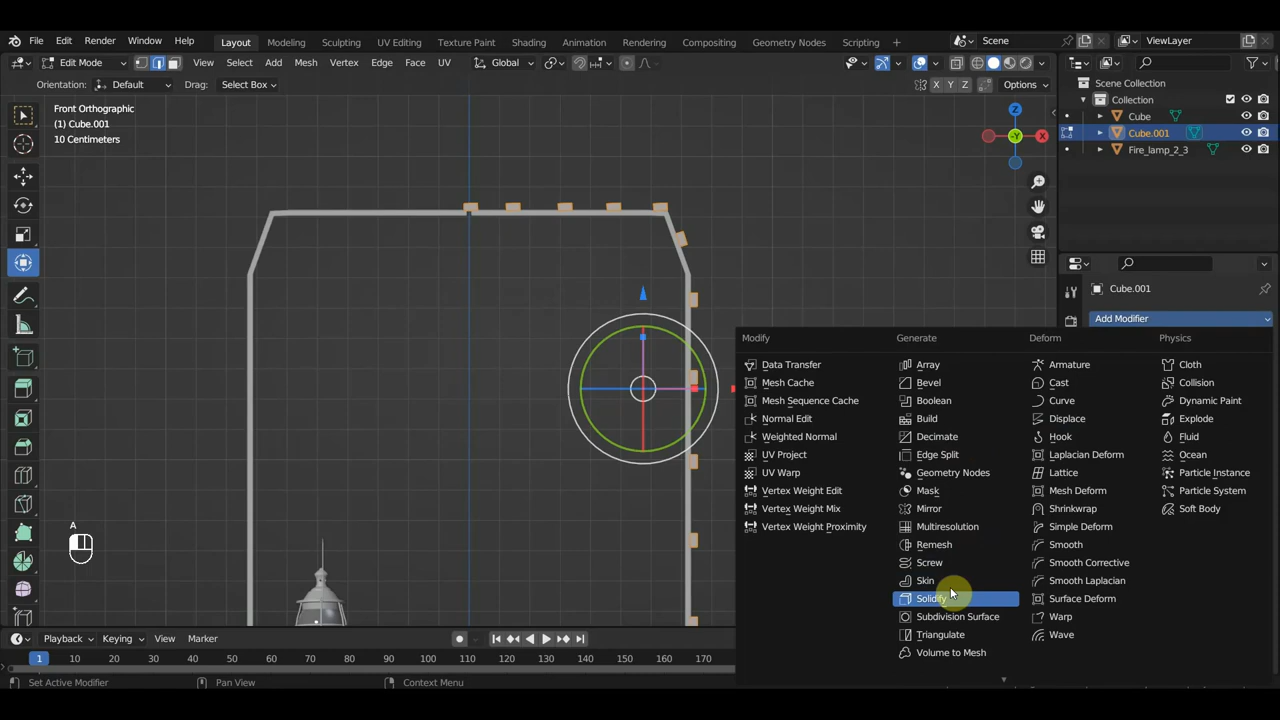 File Edit Render Window Help Layout Modeling Sculpting UV Editing Texture Paint Shading Animation Rendering Compositing Geometry Nodes Scripting + Scene ViewLayer
Edit Mode View Select Add Mesh Vertex Edge Face UV Global
Orientation: Default Drag: Select Box X Y Z Options
Scene Collection
Collection
Cube
Cube.001
Fire_lamp_2_3
Front Orthographic
(1) Cube.001
10 Centimeters
Z
X
-Y
Cube.001
Add Modifier
Modify Generate Deform Physics
Data Transfer Array Armature Cloth
Mesh Cache Bevel Cast Collision
Mesh Sequence Cache Boolean Curve Dynamic Paint
Normal Edit Build Displace Explode
Weighted Normal Decimate Hook Fluid
UV Project Edge Split Laplacian Deform Ocean
UV Warp Geometry Nodes Lattice Particle Instance
Vertex Weight Edit Mask Mesh Deform Particle System
Vertex Weight Mix Mirror Shrinkwrap Soft Body
Vertex Weight Proximity Multiresolution Simple Deform
Remesh Smooth
Screw Smooth Corrective
Skin Smooth Laplacian
Solidify Surface Deform
Subdivision Surface Warp
Triangulate Wave
Volume to Mesh
A
Playback Keying View Marker
1 10 20 30 40 50 60 70 80 90 100 110 120 130 140 150 160 170
Set Active Modifier Pan View Context Menu